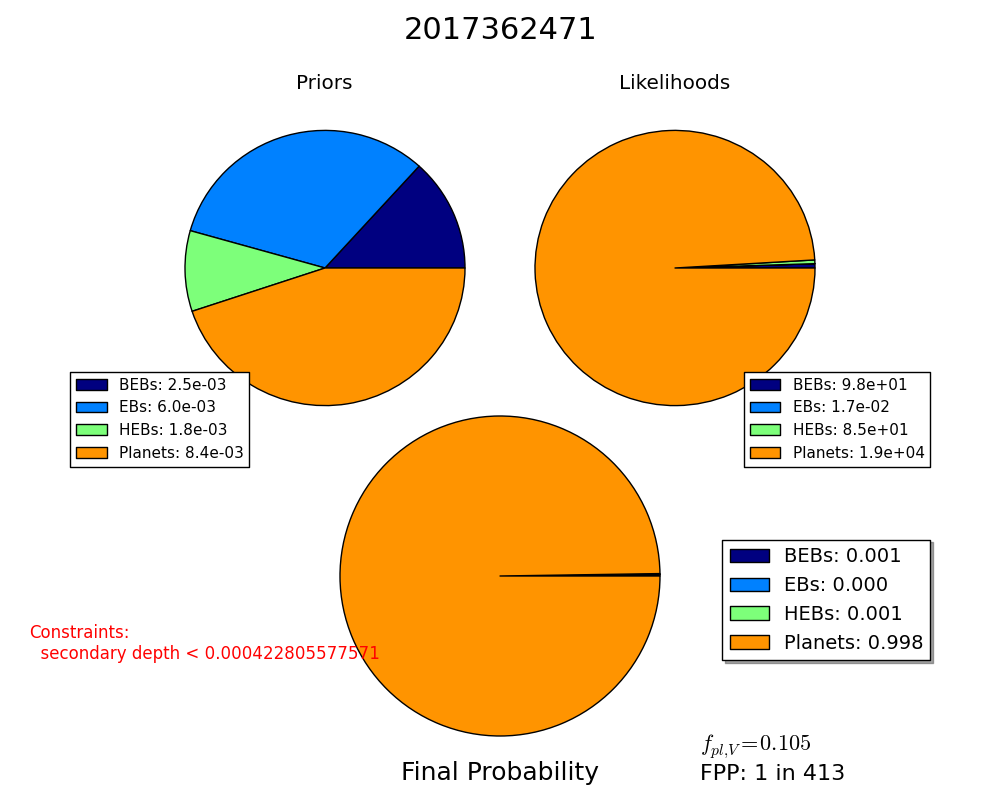 2017362471
Priors
Likelihoods
BEBs: 2.5e-03
EBs: 6.0e-03
HEBs: 1.8e-03
Planets: 8.4e-03
BEBs: 9.8e+01
EBs: 1.7e-02
HEBs: 8.5e+01
Planets: 1.9e+04
BEBs: 0.001
EBs: 0.000
HEBs: 0.001
Planets: 0.998
Constraints:
secondary depth < 0.000422805577571
f_{pl,V}=0.105
FPP: 1 in 413
Final Probability